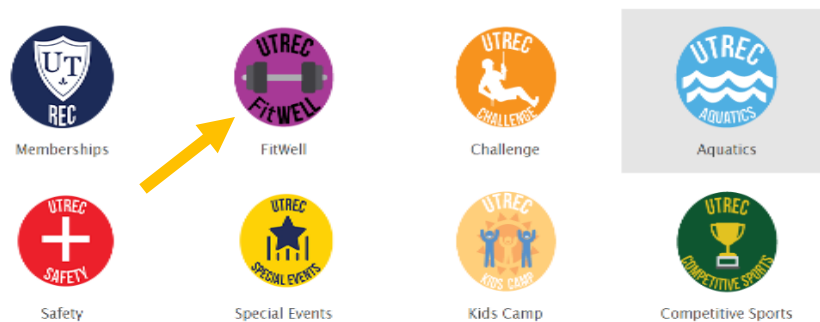 UT
REC
UTREC
FitWELL
UTREC
CHALLENGE
UTREC
AQUATICS
Memberships
FitWell
Challenge
Aquatics
UTREC
SAFETY
UTREC
SPECIAL EVENTS
UTREC
KIDS CAMP
UTREC
COMPETITIVE SPORTS
Safety
Special Events
Kids Camp
Competitive Sports